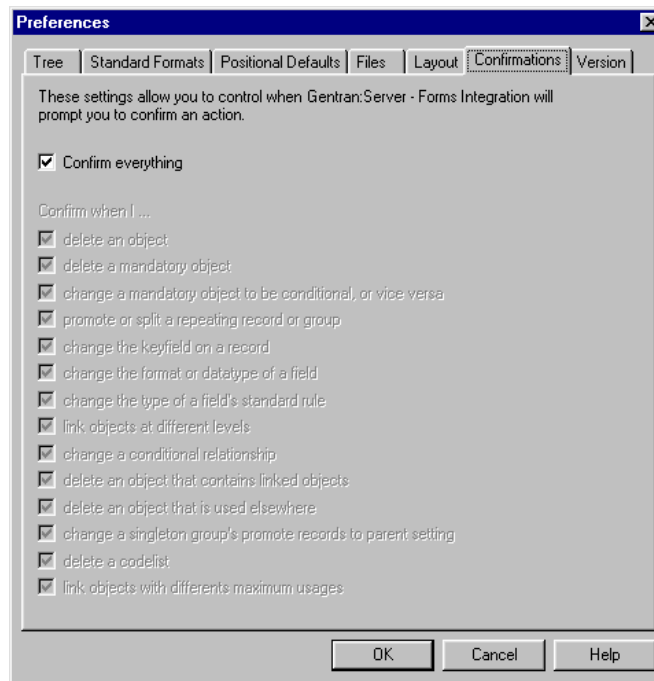 Preferences
Tree Standard Formats Positional Defaults Files Layout Confirmations Version
These settings allow you to control when Gentran:Server - Forms Integration will
prompt you to confirm an action.
Confirm everything
Confirm when I ...
delete an object
delete a mandatory object
change a mandatory object to be conditional, or vice versa
promote or split a repeating record or group
change the keyfield on a record
change the format or datatype of a field
change the type of a field's standard rule
link objects at different levels
change a conditional relationship
delete an object that contains linked objects
delete an object that is used elsewhere
change a singleton group's promote records to parent setting
delete a codelist
link objects with differents maximum usages
OK Cancel Help